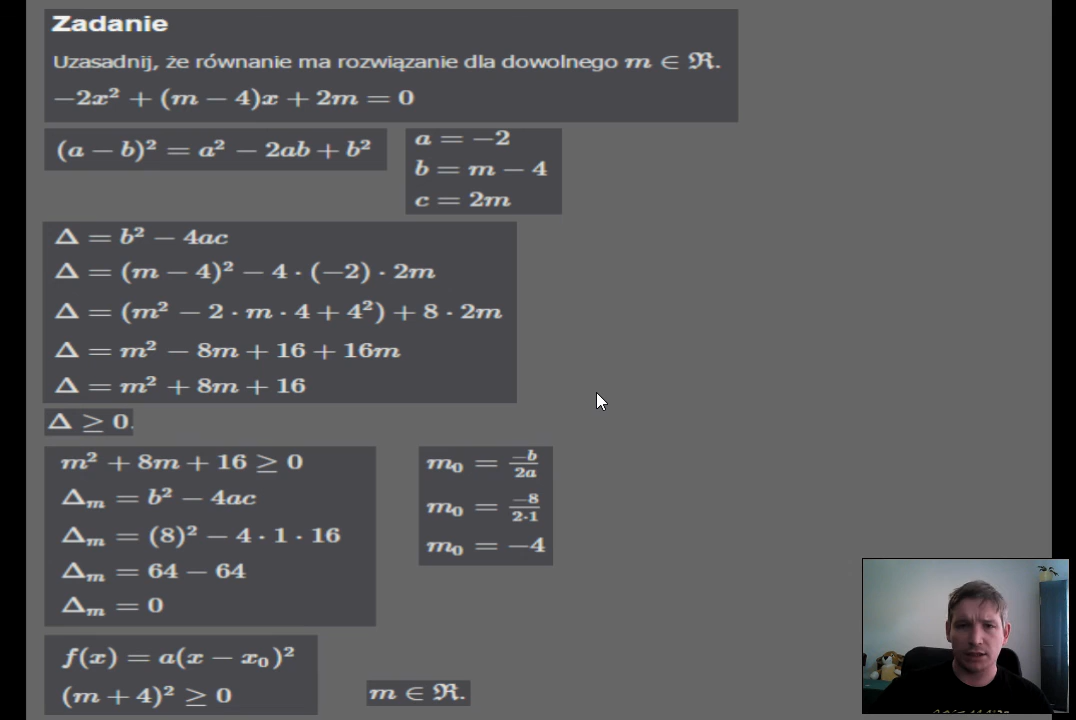 Zadanie
Uzasadnij, że równanie ma rozwiązanie dla dowolnego m ∈ ℜ.
−2x² + (m − 4)x + 2m = 0
(a − b)² = a² − 2ab + b²
a = −2
b = m − 4
c = 2m
Δ = b² − 4ac
Δ = (m − 4)² − 4 · (−2) · 2m
Δ = (m² − 2 · m · 4 + 4²) + 8 · 2m
Δ = m² − 8m + 16 + 16m
Δ = m² + 8m + 16
Δ ≥ 0.
m² + 8m + 16 ≥ 0
Δₘ = b² − 4ac
Δₘ = (8)² − 4 · 1 · 16
Δₘ = 64 − 64
Δₘ = 0
m₀ = −b/2a
m₀ = −8/2·1
m₀ = −4
f(x) = a(x − x₀)²
(m + 4)² ≥ 0
m ∈ ℜ.